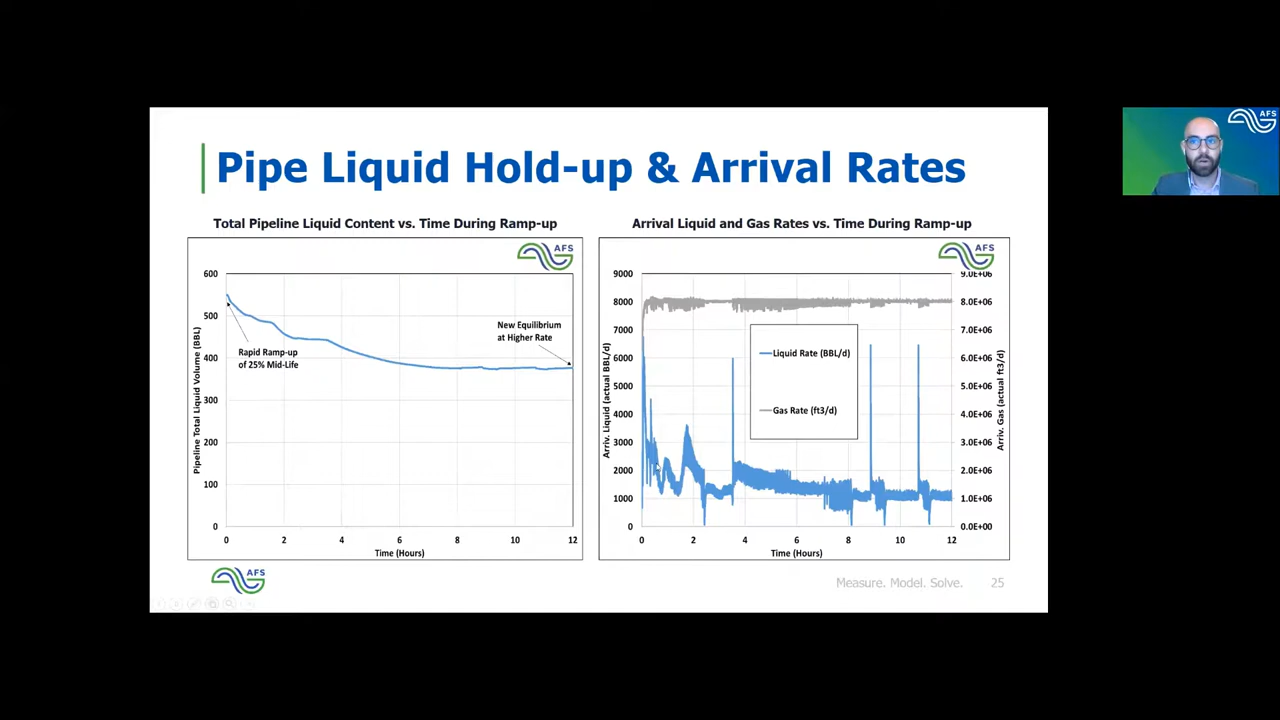 AFS
Pipe Liquid Hold-up & Arrival Rates
Total Pipeline Liquid Content vs. Time During Ramp-up
AFS
Pipeline Total Liquid Volume (BBL)
600
500
400
300
200
100
0
Rapid Ramp-up
of 25% Mid-Life
New Equilibrium
at Higher Rate
0 2 4 6 8 10 12
Time (Hours)
Arrival Liquid and Gas Rates vs. Time During Ramp-up
AFS
Arriv. Liquid (actual BBL/d)
9000
8000
7000
6000
5000
4000
3000
2000
1000
0
Liquid Rate (BBL/d)
Gas Rate (ft3/d)
9.0E+06
8.0E+06
7.0E+06
6.0E+06
5.0E+06
4.0E+06
3.0E+06
2.0E+06
1.0E+06
0.0E+00
Arriv. Gas (actual ft3/d)
0 2 4 6 8 10 12
Time (Hours)
AFS
Measure. Model. Solve. 25